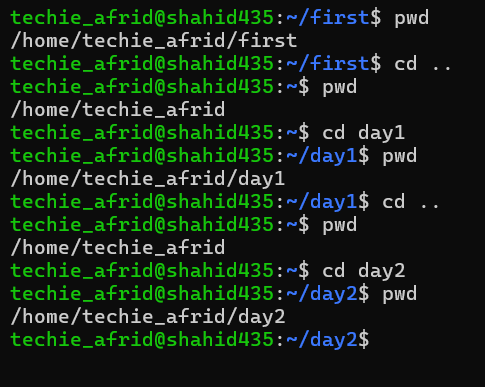 techie_afrid@shahid435:~/first$ pwd
/home/techie_afrid/first
techie_afrid@shahid435:~/first$ cd ..
techie_afrid@shahid435:~$ pwd
/home/techie_afrid
techie_afrid@shahid435:~$ cd day1
techie_afrid@shahid435:~/day1$ pwd
/home/techie_afrid/day1
techie_afrid@shahid435:~/day1$ cd ..
techie_afrid@shahid435:~$ pwd
/home/techie_afrid
techie_afrid@shahid435:~$ cd day2
techie_afrid@shahid435:~/day2$ pwd
/home/techie_afrid/day2
techie_afrid@shahid435:~/day2$